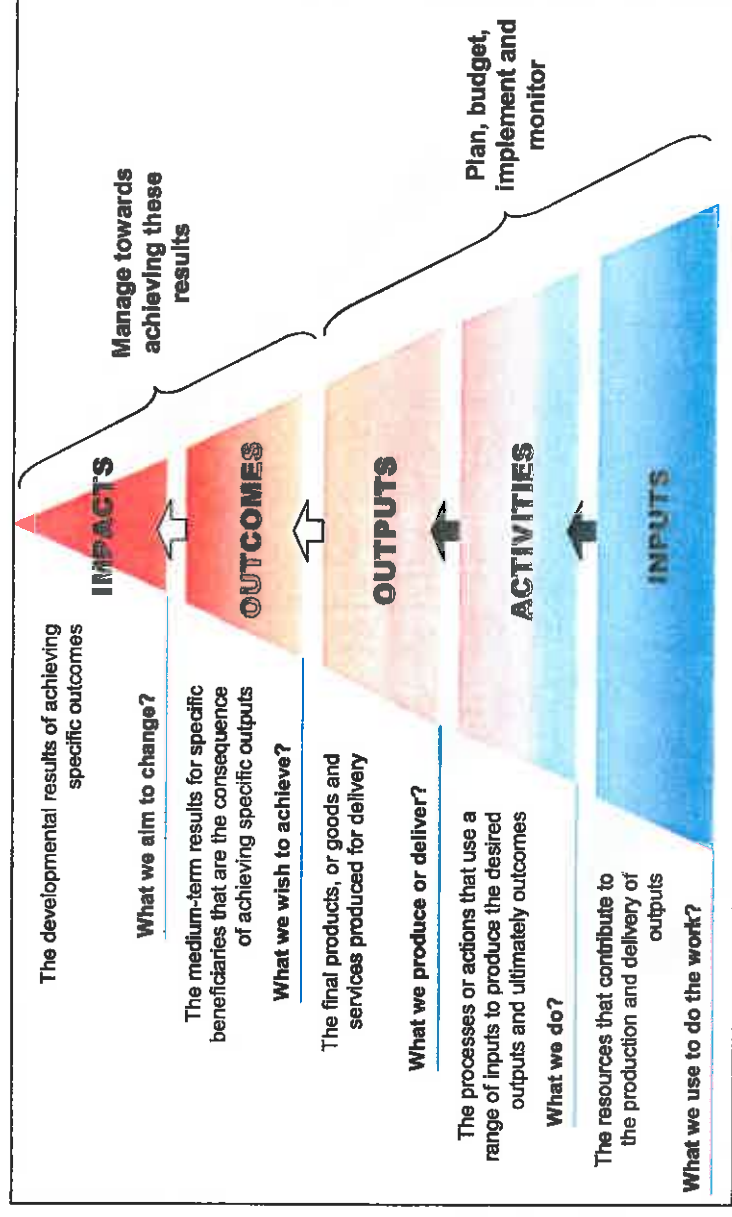 The developmental results of achieving
specific outcomes
What we aim to change?
The medium-term results for specific
beneficiaries that are the consequence
of achieving specific outputs
What we wish to achieve?
The final products, or goods and
services produced for delivery
What we produce or deliver?
The processes or actions that use a
range of inputs to produce the desired
outputs and ultimately outcomes
What we do?
The resources that contribute to
the production and delivery of
outputs
What we use to do the work?
IMPACTS
OUTCOMES
OUTPUTS
ACTIVITIES
INPUTS
Manage towards
achieving these
results
Plan, budget,
implement and
monitor